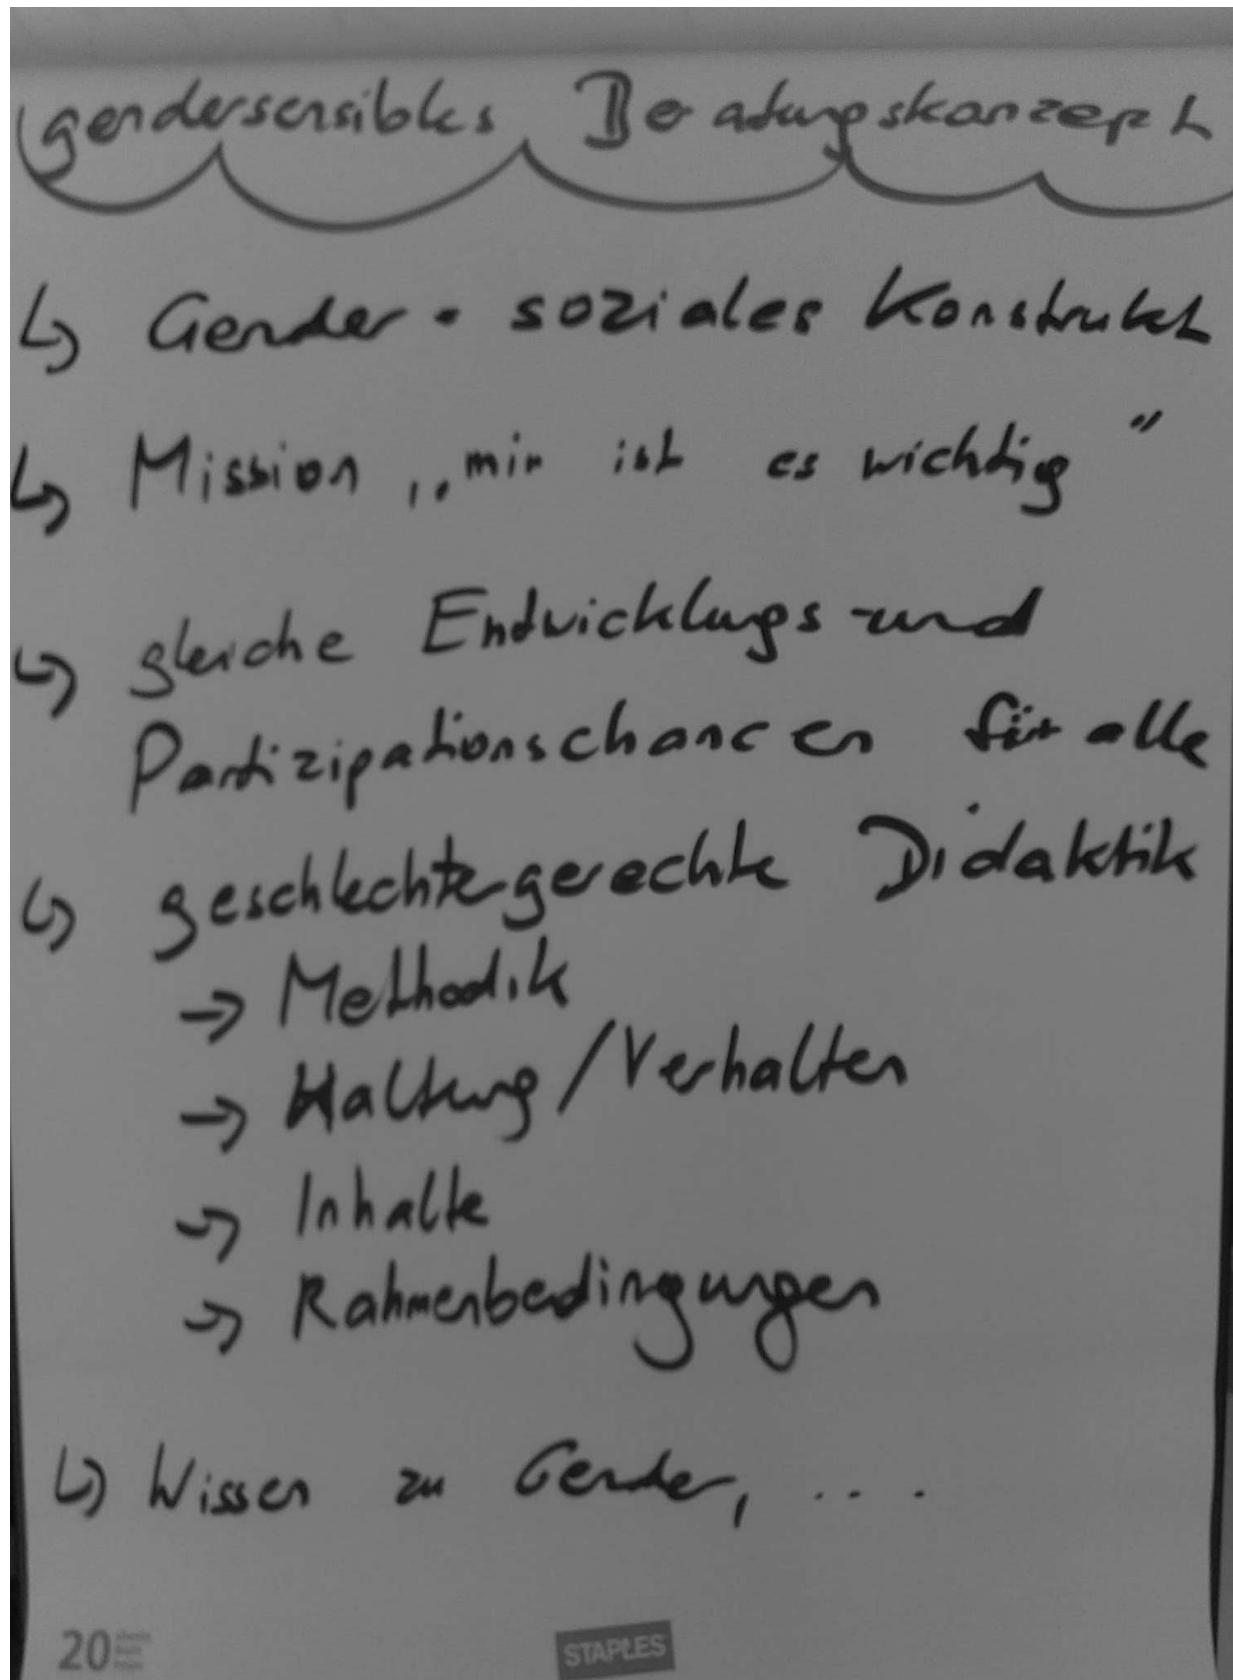 gendersensibles Beratungskonzept
↳ Gender - soziales Konstrukt
↳ Mission „mir ist es wichtig"
↳ gleiche Entwicklungs- und
Partizipationschancen für alle
↳ geschlechtergerechte Didaktik
→ Methodik
→ Haltung/Verhalten
→ Inhalte
→ Rahmenbedingungen
↳ Wissen zu Gender, ....
20
STAPLES